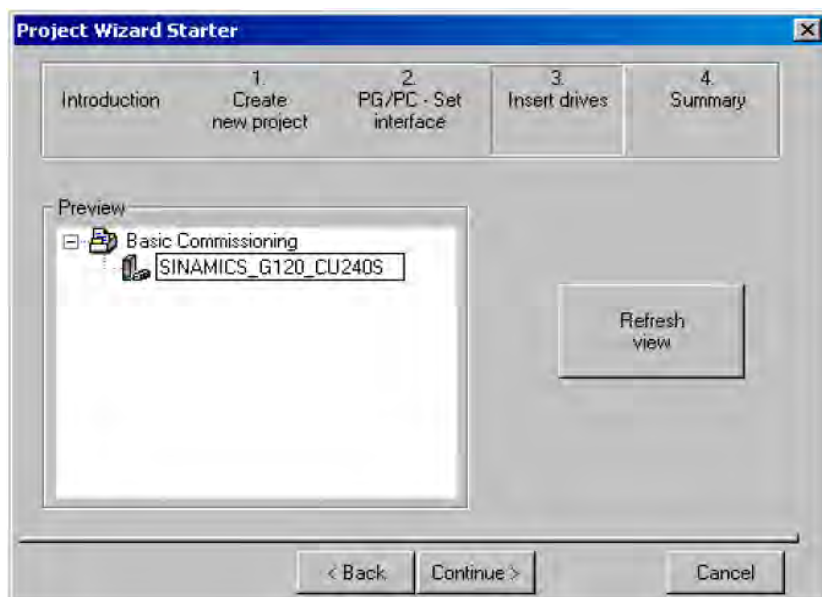 Project Wizard Starter
Introduction
1.
Create
new project
2.
PG/PC - Set
interface
3.
Insert drives
4.
Summary
Preview
Basic Commissioning
SINAMICS_G120_CU240S
Refresh
view
< Back
Continue >
Cancel